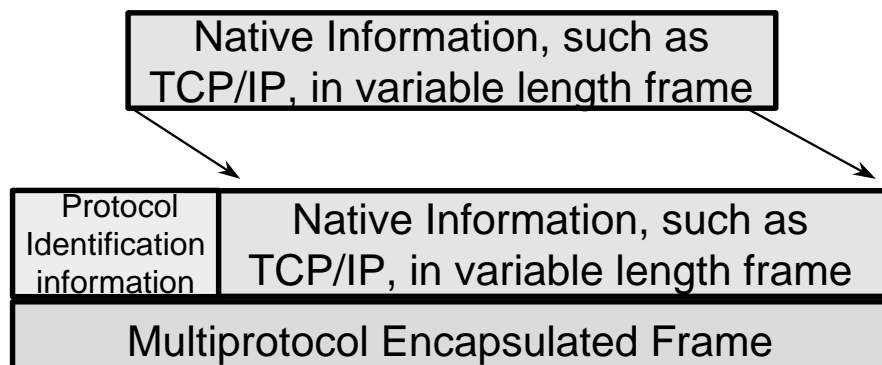 Native Information, such as
TCP/IP, in variable length frame
Protocol
Identification
information
Native Information, such as
TCP/IP, in variable length frame
Multiprotocol Encapsulated Frame